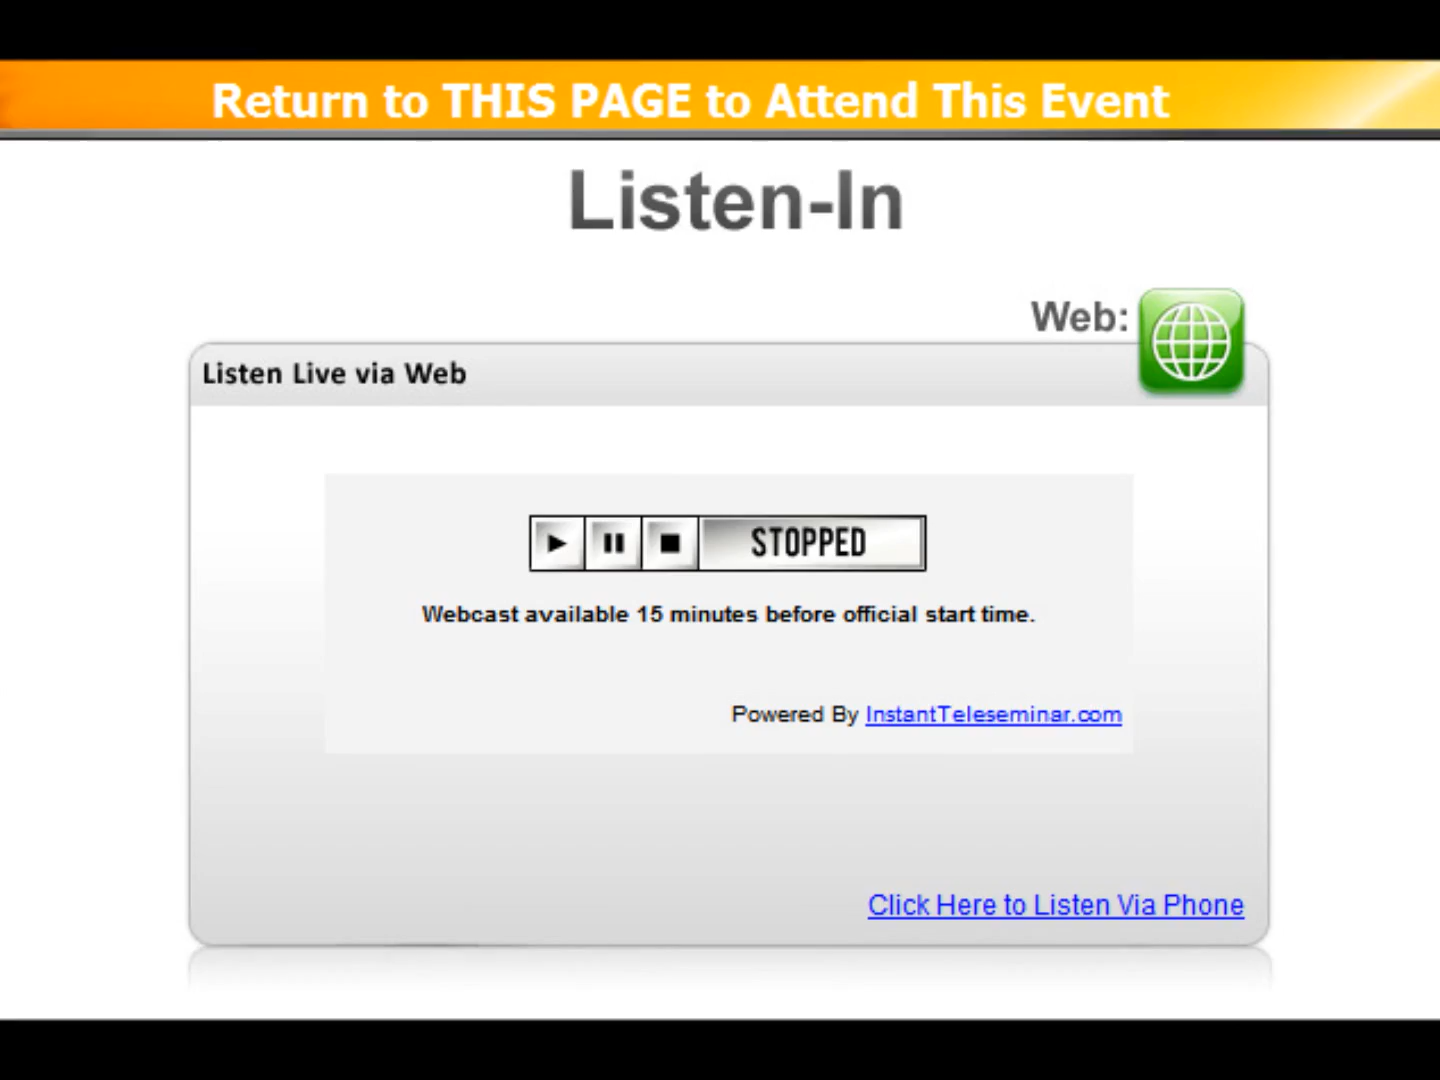 Return to THIS PAGE to Attend This Event
Listen-In
Web:
Listen Live via Web
STOPPED
Webcast available 15 minutes before official start time.
Powered By InstantTeleseminar.com
Click Here to Listen Via Phone